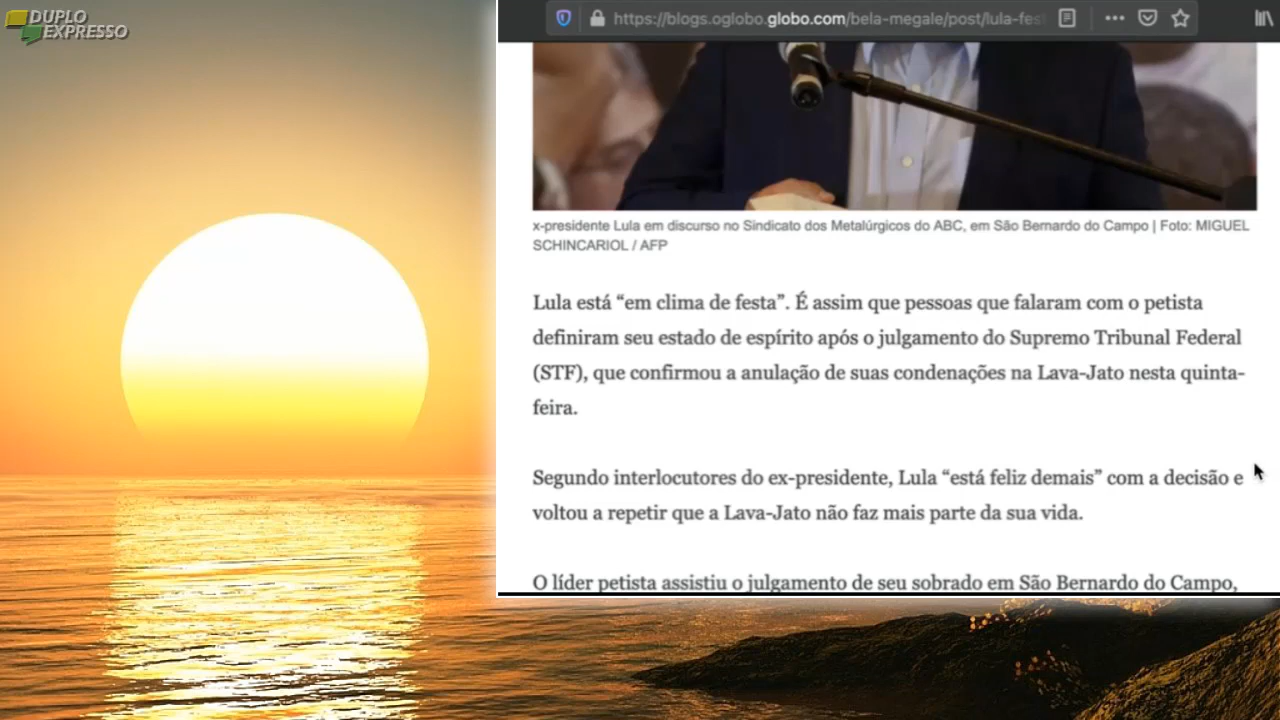 DUPLO
EXPRESSO
https://blogs.oglobo.globo.com/bela-megale/post/lula-fes
x-presidente Lula em discurso no Sindicato dos Metalúrgicos do ABC, em São Bernardo do Campo | Foto: MIGUEL
SCHINCARIOL / AFP
Lula está “em clima de festa”. É assim que pessoas que falaram com o petista
definiram seu estado de espírito após o julgamento do Supremo Tribunal Federal
(STF), que confirmou a anulação de suas condenações na Lava-Jato nesta quinta-
feira.
Segundo interlocutores do ex-presidente, Lula “está feliz demais” com a decisão e
voltou a repetir que a Lava-Jato não faz mais parte da sua vida.
O líder petista assistiu o julgamento de seu sobrado em São Bernardo do Campo,